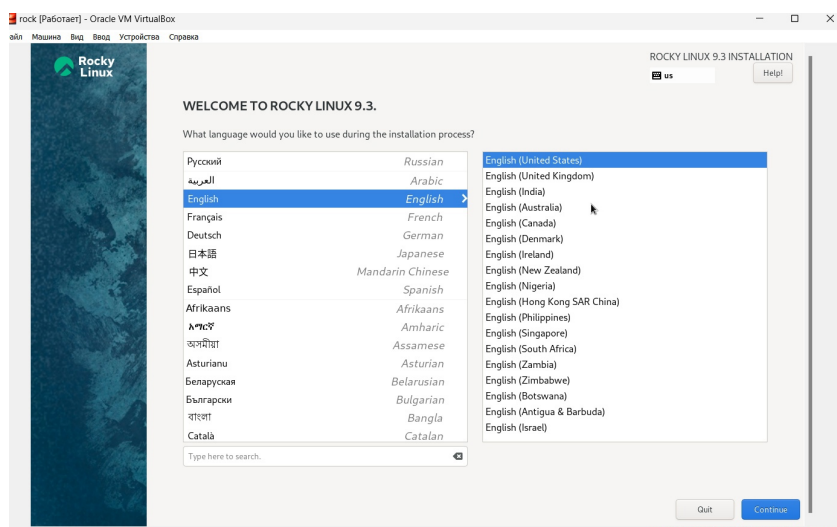 rock [Работает] - Oracle VM VirtualBox
айл Машина Вид Ввод Устройства Справка
Rocky
Linux
ROCKY LINUX 9.3 INSTALLATION
us
Help!
WELCOME TO ROCKY LINUX 9.3.
What language would you like to use during the installation process?
Русский Russian
العربية Arabic
English English
Français French
Deutsch German
日本語 Japanese
中文 Mandarin Chinese
Español Spanish
Afrikaans Afrikaans
አማርኛ Amharic
অসমীয়া Assamese
Asturianu Asturian
Беларуская Belarusian
Български Bulgarian
বাংলা Bangla
Català Catalan
Type here to search.
English (United States)
English (United Kingdom)
English (India)
English (Australia)
English (Canada)
English (Denmark)
English (Ireland)
English (New Zealand)
English (Nigeria)
English (Hong Kong SAR China)
English (Philippines)
English (Singapore)
English (South Africa)
English (Zambia)
English (Zimbabwe)
English (Botswana)
English (Antigua & Barbuda)
English (Israel)
Quit
Continue